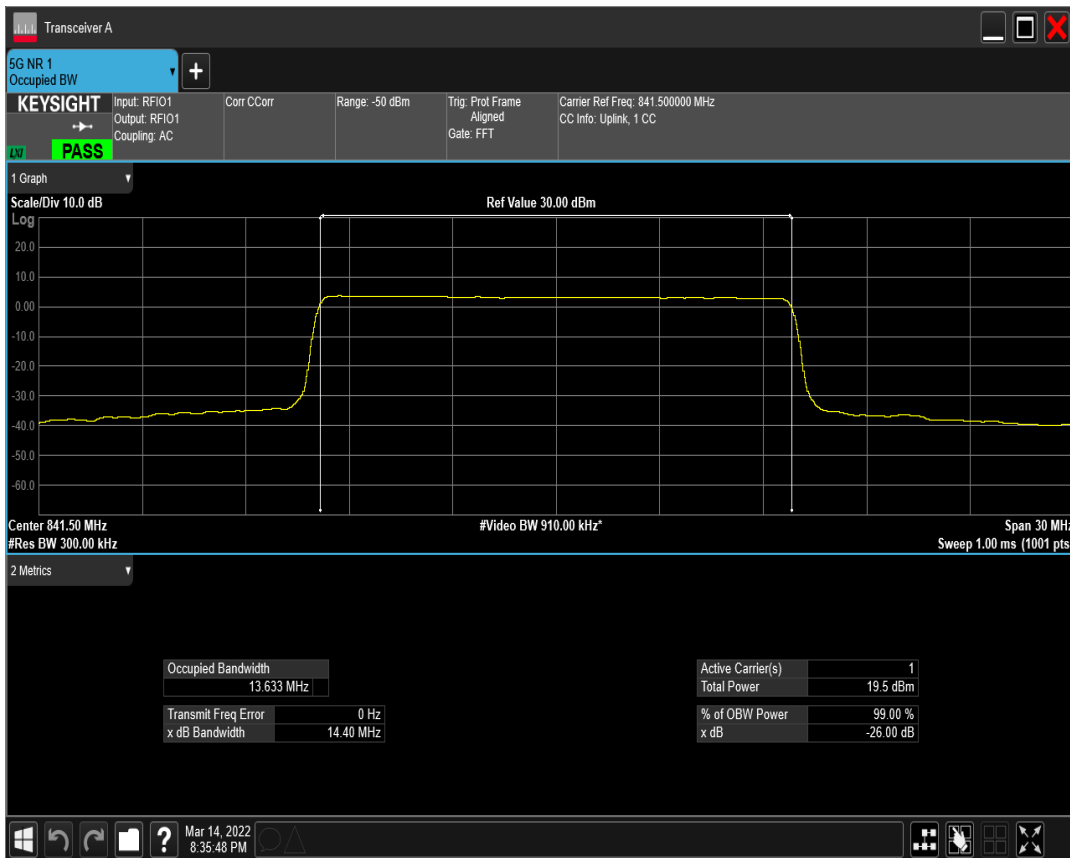 Transceiver A
5G NR 1
Occupied BW
+
KEYSIGHT
LXI
PASS
Input: RFIO1
Output: RFIO1
Coupling: AC
Corr CCorr
Range: -50 dBm
Trig: Prot Frame
Aligned
Gate: FFT
Carrier Ref Freq: 841.500000 MHz
CC Info: Uplink, 1 CC
1 Graph
Scale/Div 10.0 dB
Ref Value 30.00 dBm
Log
20.0
10.0
0.00
-10.0
-20.0
-30.0
-40.0
-50.0
-60.0
Center 841.50 MHz
#Video BW 910.00 kHz*
Span 30 MHz
#Res BW 300.00 kHz
Sweep 1.00 ms (1001 pts
2 Metrics
Occupied Bandwidth
13.633 MHz
Transmit Freq Error 0 Hz
x dB Bandwidth 14.40 MHz
Active Carrier(s) 1
Total Power 19.5 dBm
% of OBW Power 99.00 %
x dB -26.00 dB
?
Mar 14, 2022
8:35:48 PM